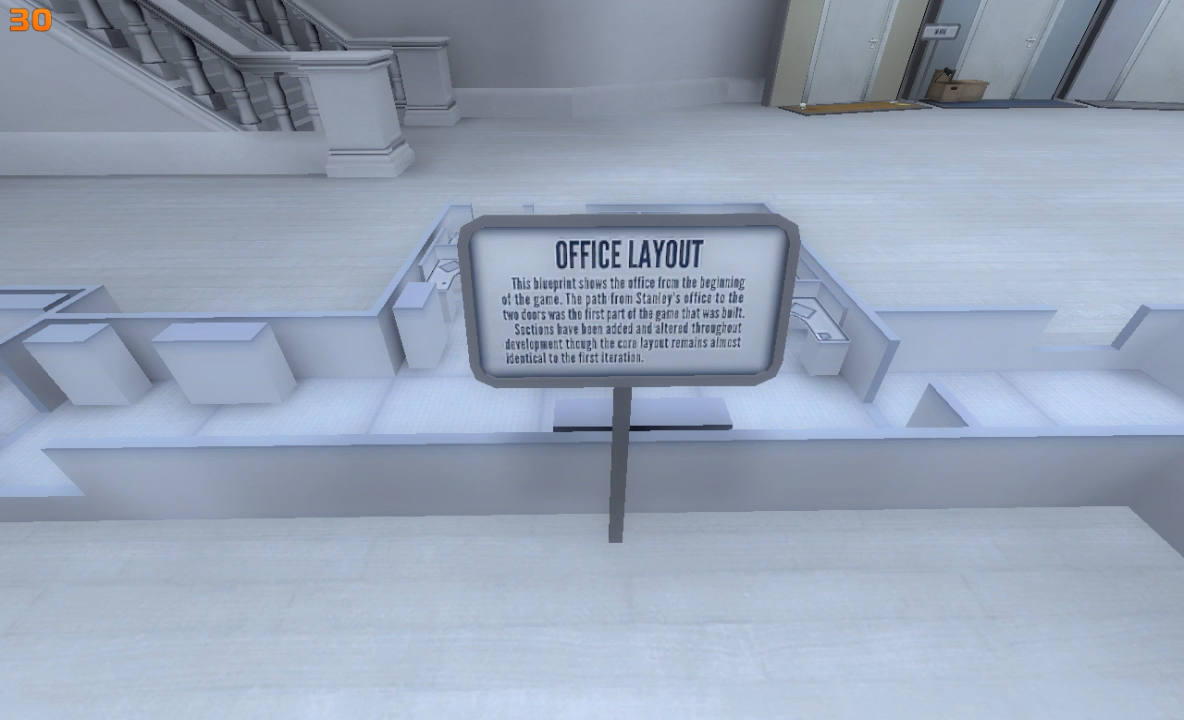 30
OFFICE LAYOUT
This blueprint shows the office from the beginning
of the game. The path from Stanley's office to the
two doors was the first part of the game that was built.
Sections have been added and altered throughout
development though the core layout remains almost
identical to the first iteration.